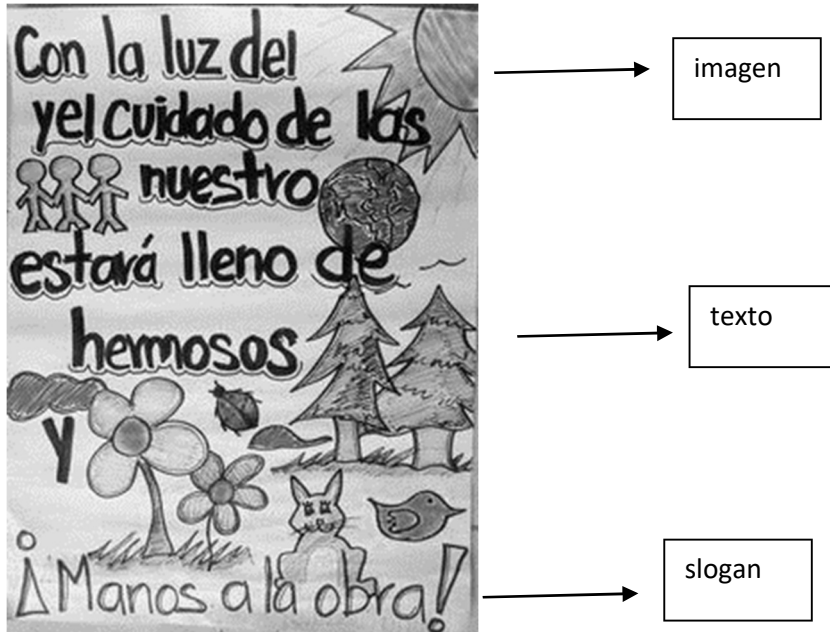 Con la luz del
y el cuidado de las
nuestro
estará lleno de
hermosos
y
¡Manos a la obra!
imagen
texto
slogan